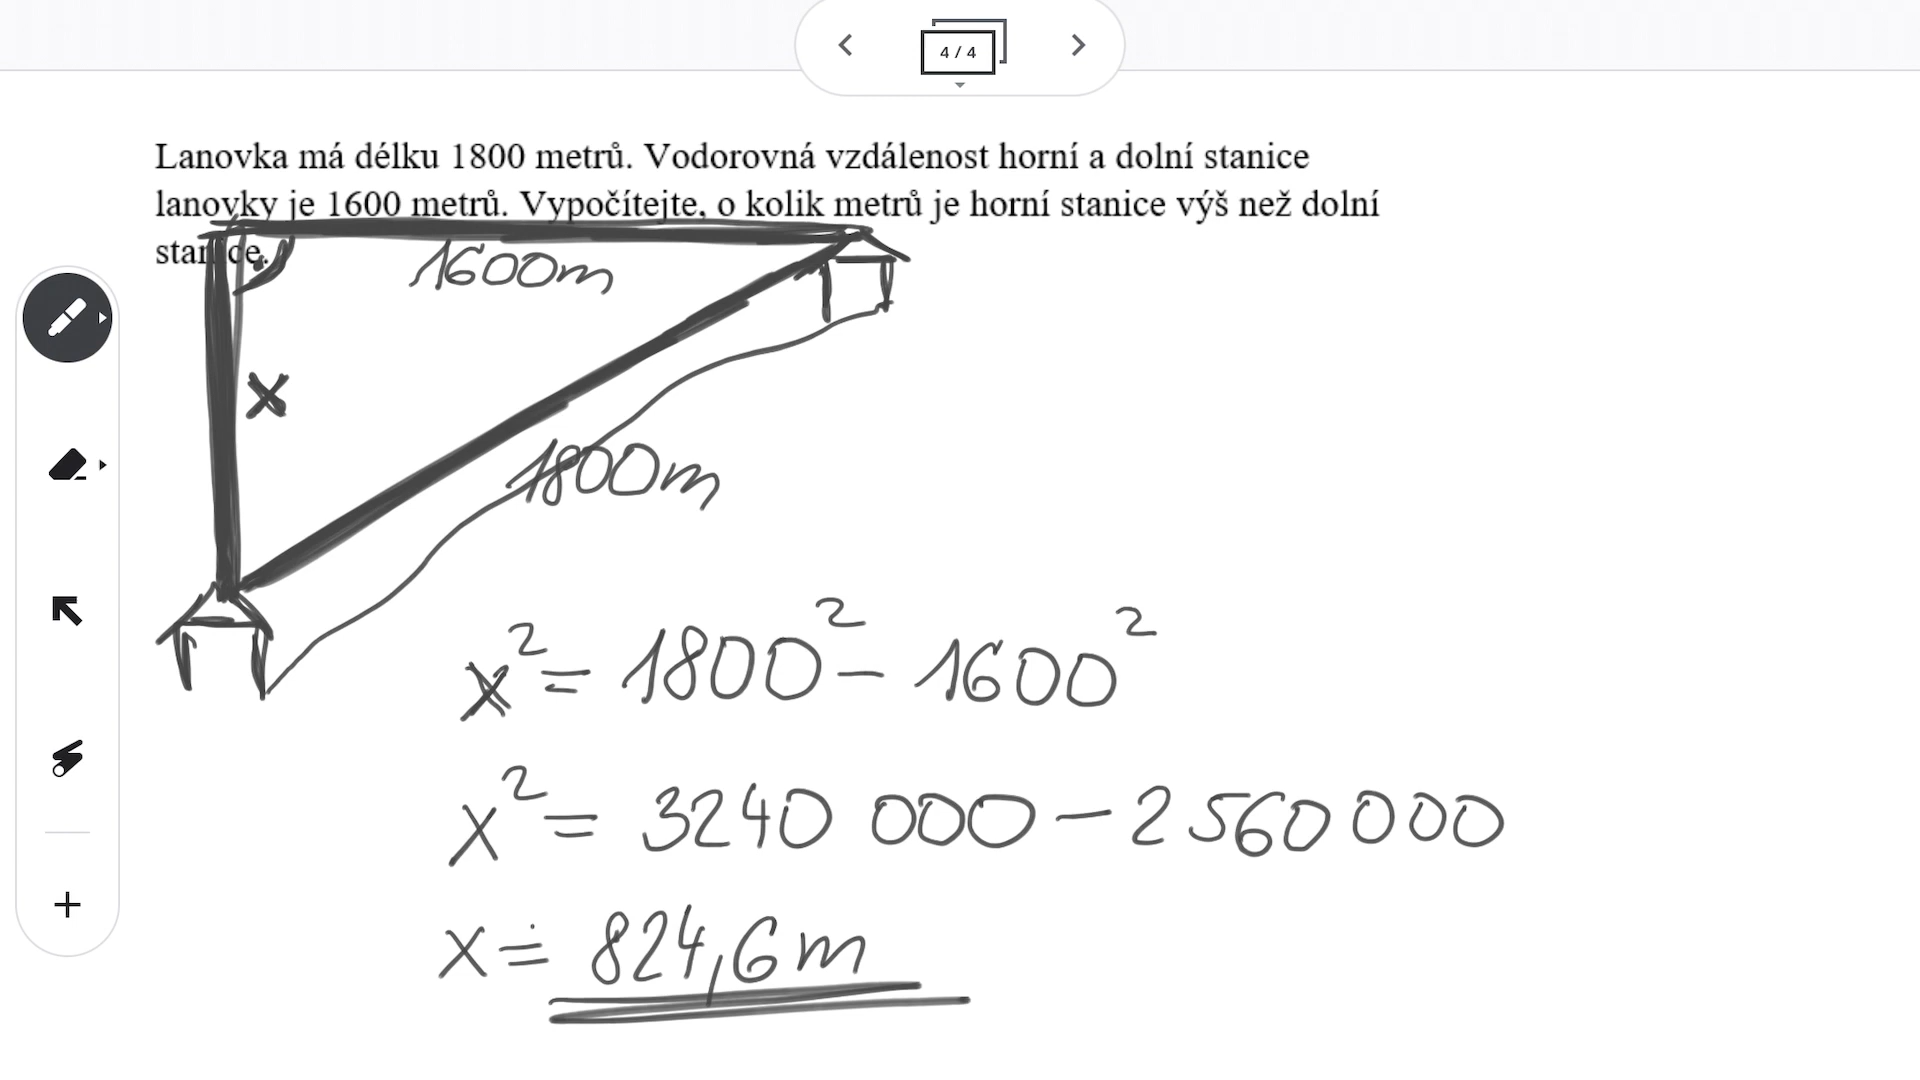 4 / 4
Lanovka má délku 1800 metrů. Vodorovná vzdálenost horní a dolní stanice
lanovky je 1600 metrů. Vypočítejte, o kolik metrů je horní stanice výš než dolní
stanice.
1600m
x
1800m
x² = 1800² - 1600²
x² = 3240 000 - 2 560 000
x ≐ 824,6 m